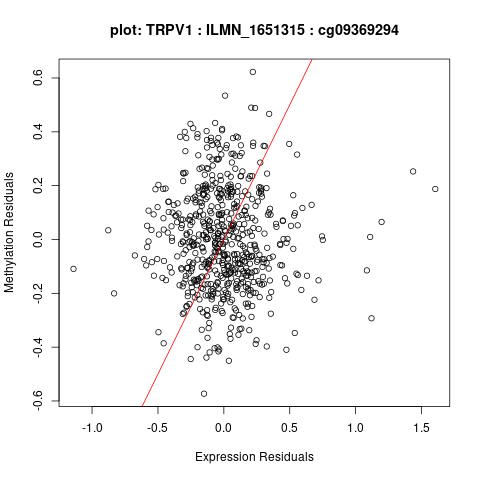 plot: TRPV1 : ILMN_1651315 : cg09369294
Methylation Residuals
0.6
0.4
0.2
0.0
-0.2
-0.4
-0.6
-1.0 -0.5 0.0 0.5 1.0 1.5
Expression Residuals